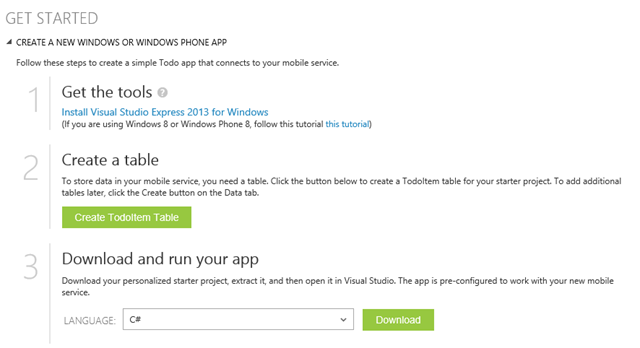 GET STARTED
CREATE A NEW WINDOWS OR WINDOWS PHONE APP
Follow these steps to create a simple Todo app that connects to your mobile service.
1
Get the tools ?
Install Visual Studio Express 2013 for Windows
(If you are using Windows 8 or Windows Phone 8, follow this tutorial this tutorial)
2
Create a table
To store data in your mobile service, you need a table. Click the button below to create a TodoItem table for your starter project. To add additional
tables later, click the Create button on the Data tab.
Create TodoItem Table
3
Download and run your app
Download your personalized starter project, extract it, and then open it in Visual Studio. The app is pre-configured to work with your new mobile
service.
LANGUAGE: C# Download